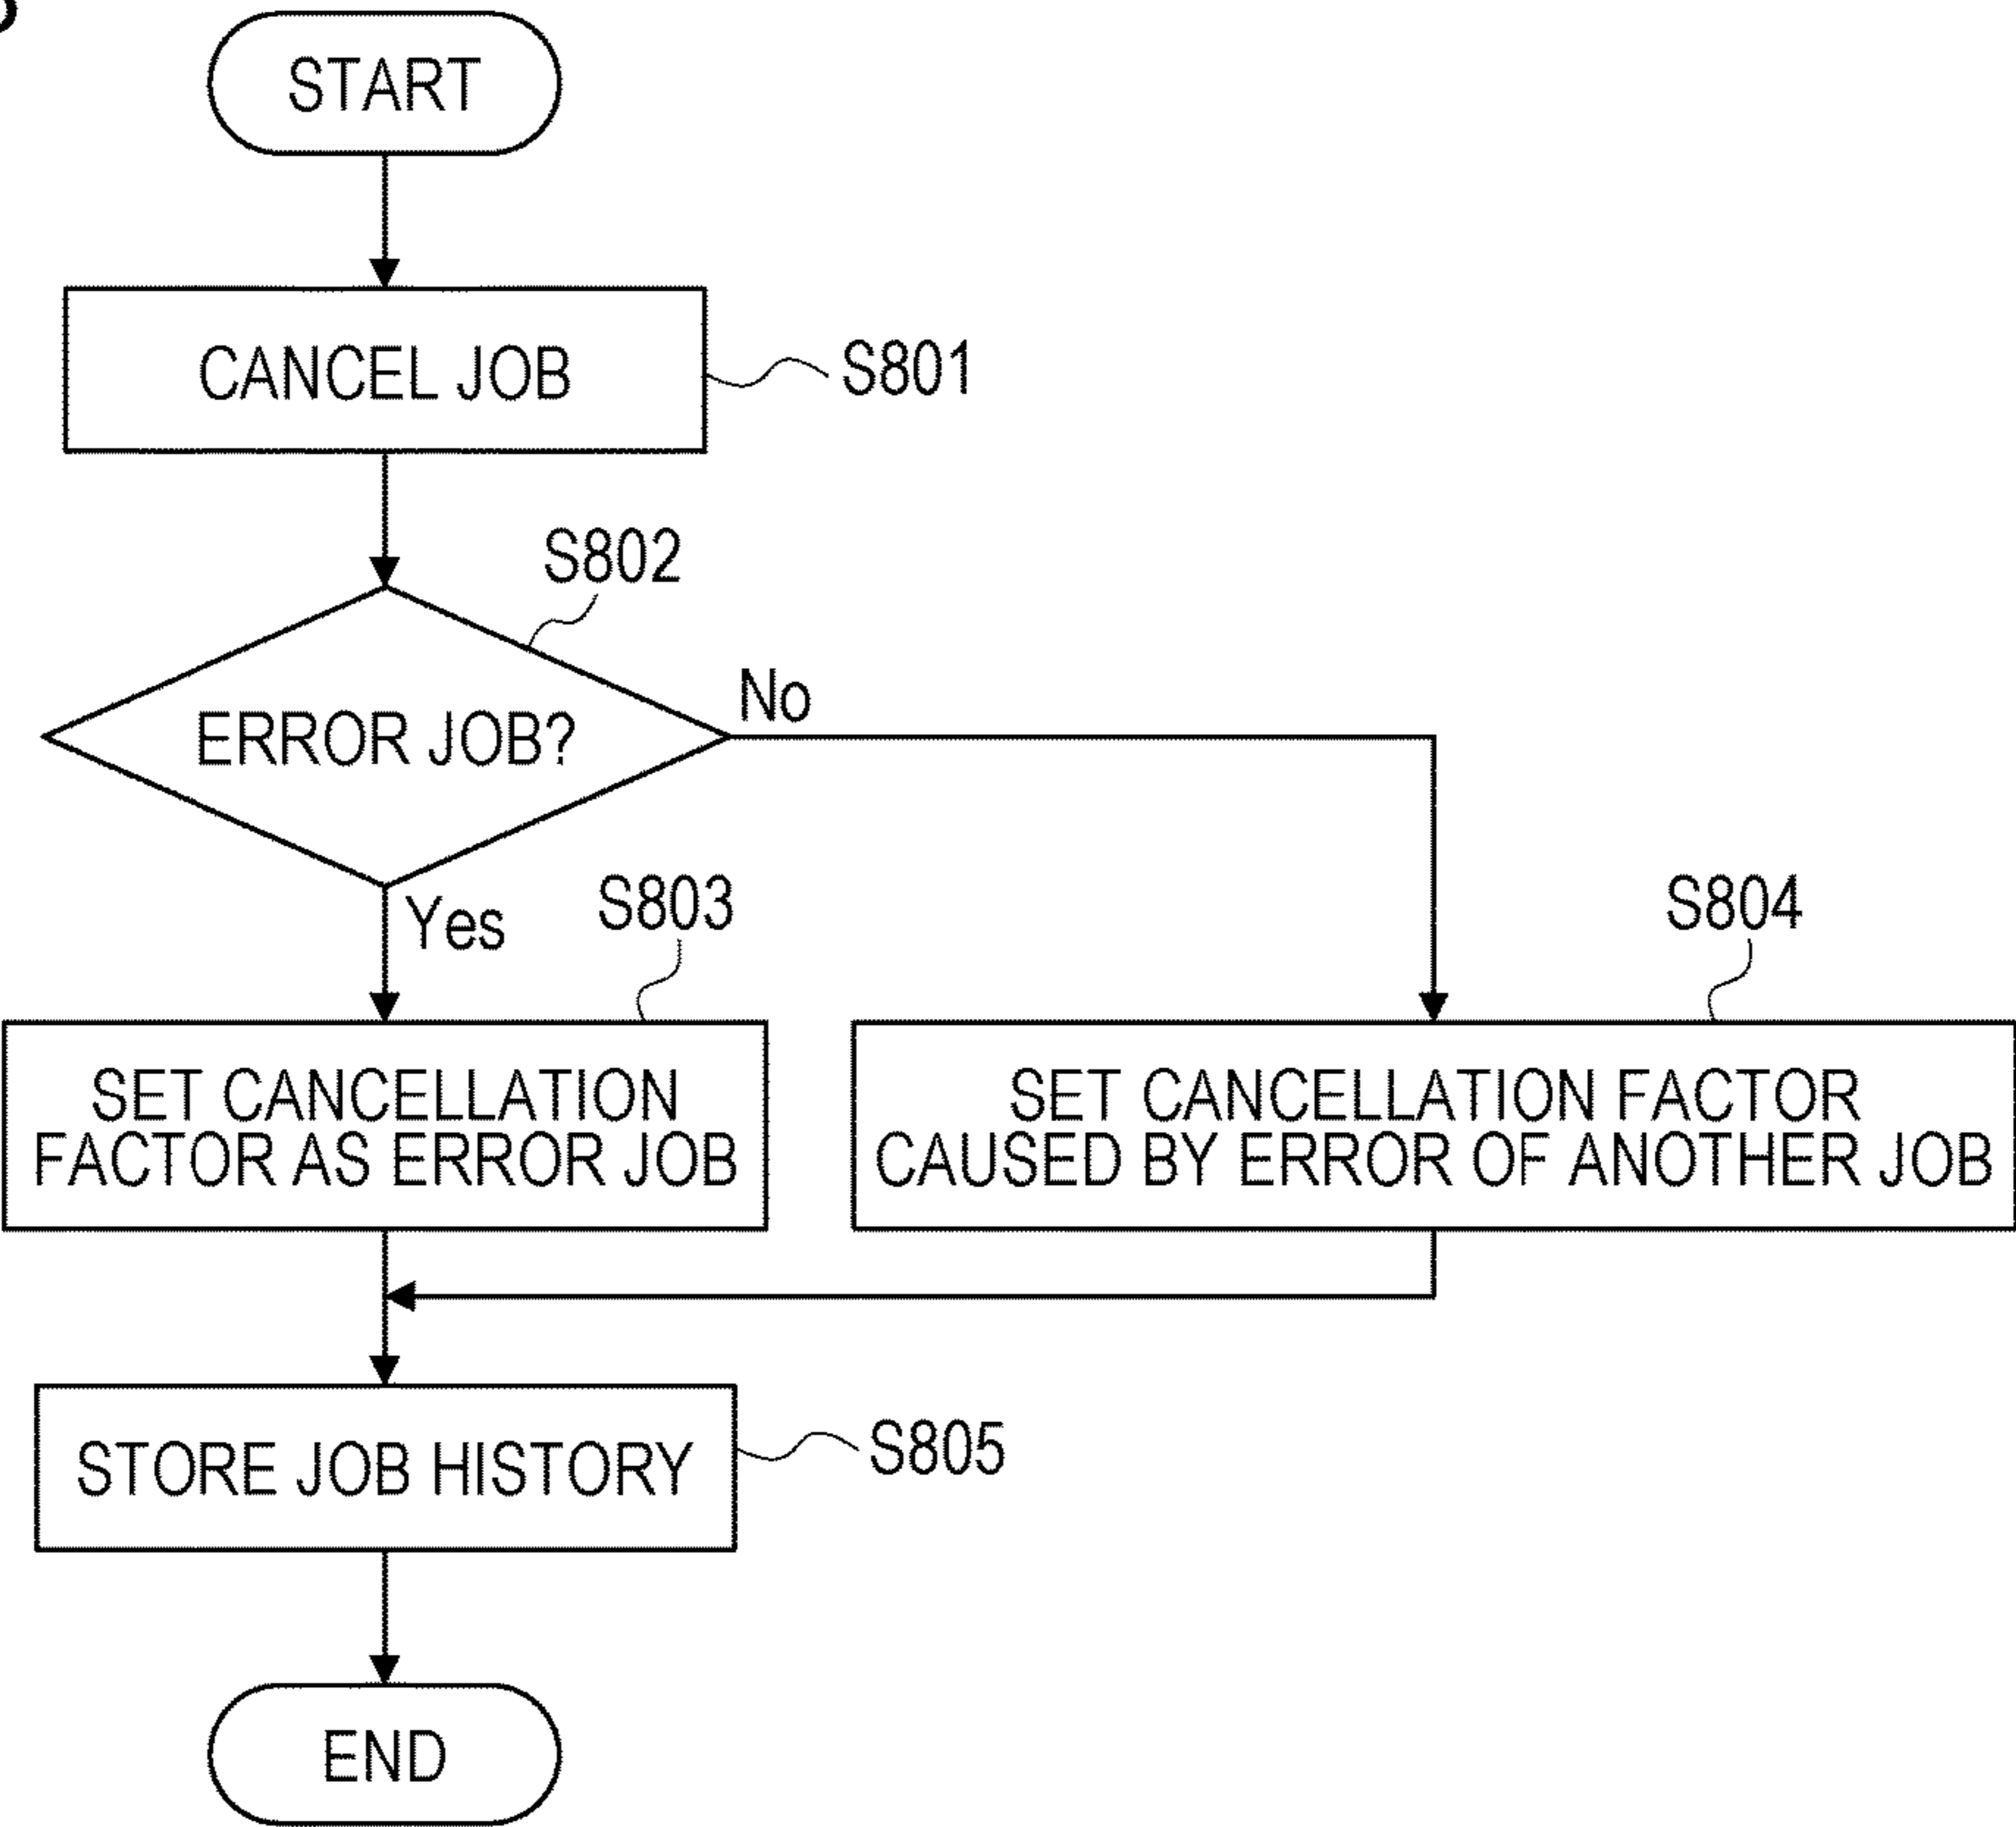 START
CANCEL JOB
S801
S802
ERROR JOB?
No
Yes
S803
S804
SET CANCELLATION
FACTOR AS ERROR JOB
SET CANCELLATION FACTOR
CAUSED BY ERROR OF ANOTHER JOB
STORE JOB HISTORY
S805
END